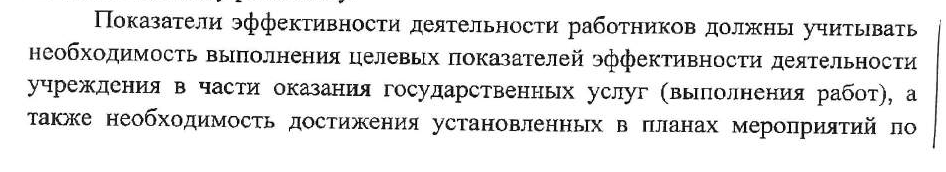 Показатели эффективности деятельности работников должны учитывать
необходимость выполнения целевых показателей эффективности деятельности
учреждения в части оказания государственных услуг (выполнения работ), а
также необходимость достижения установленных в планах мероприятий по